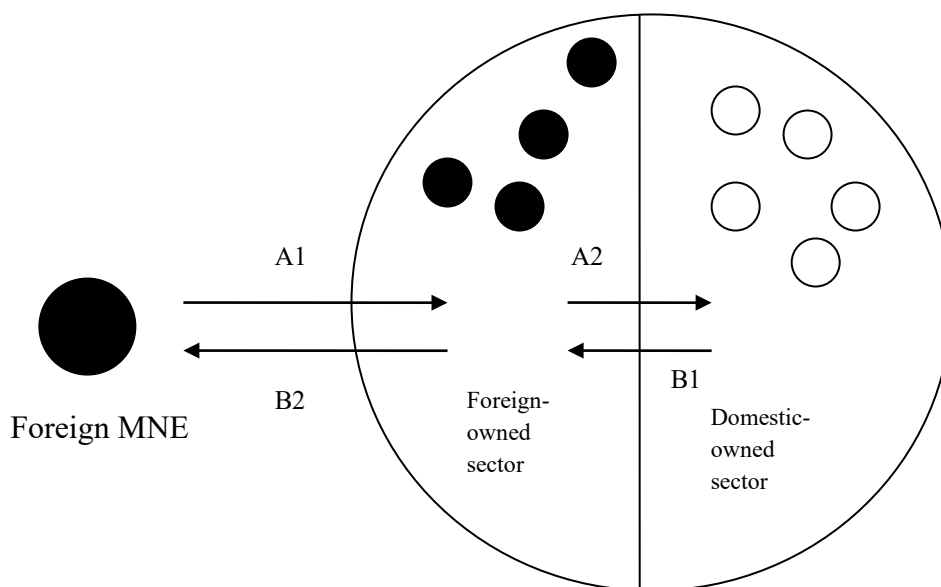 A1
A2
B1
B2
Foreign MNE
Foreign-
owned
sector
Domestic-
owned
sector